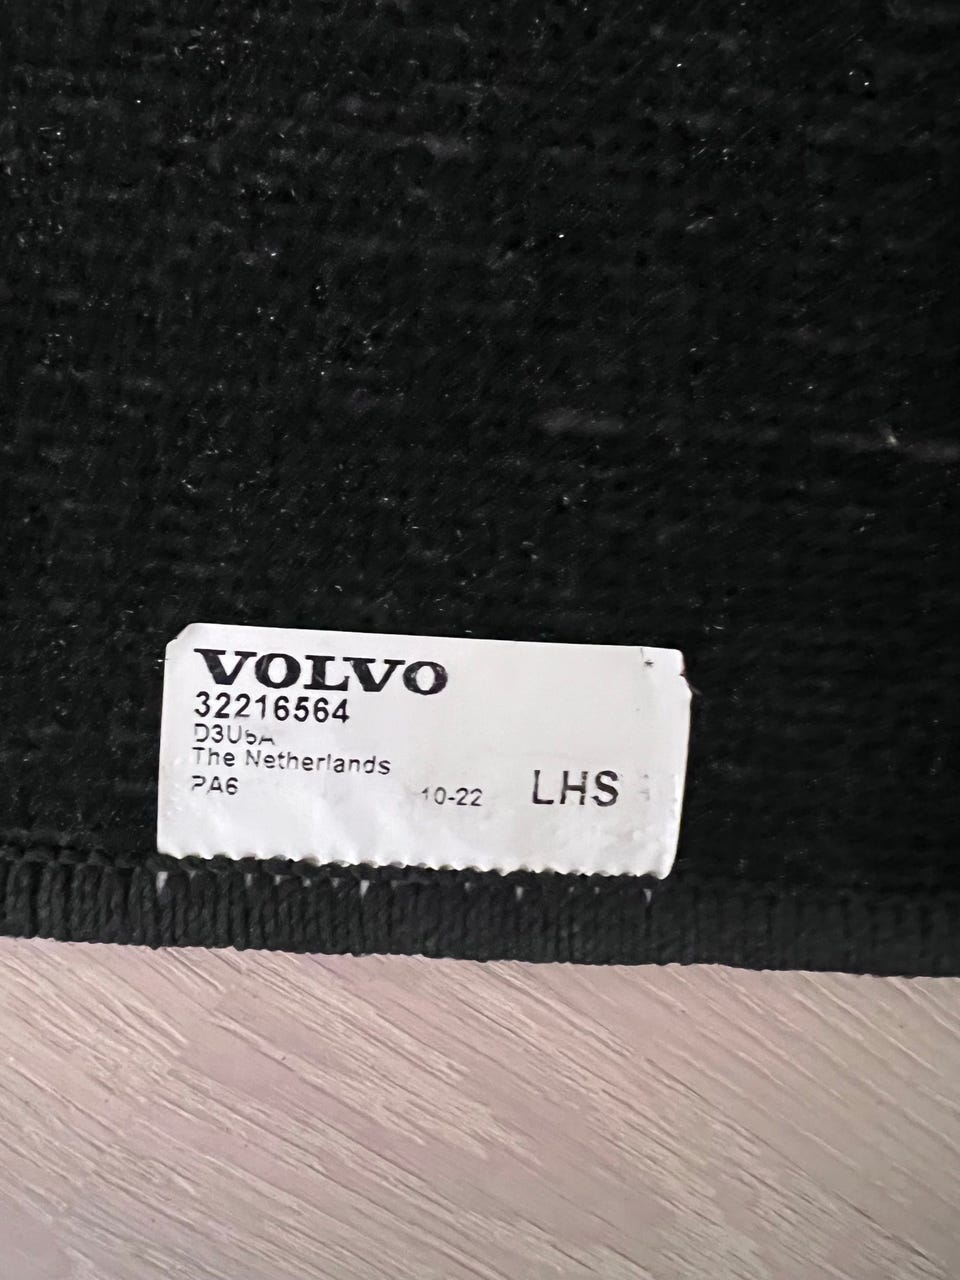 VOLVO
32216564
The Netherlands
PA6
10-22
LHS